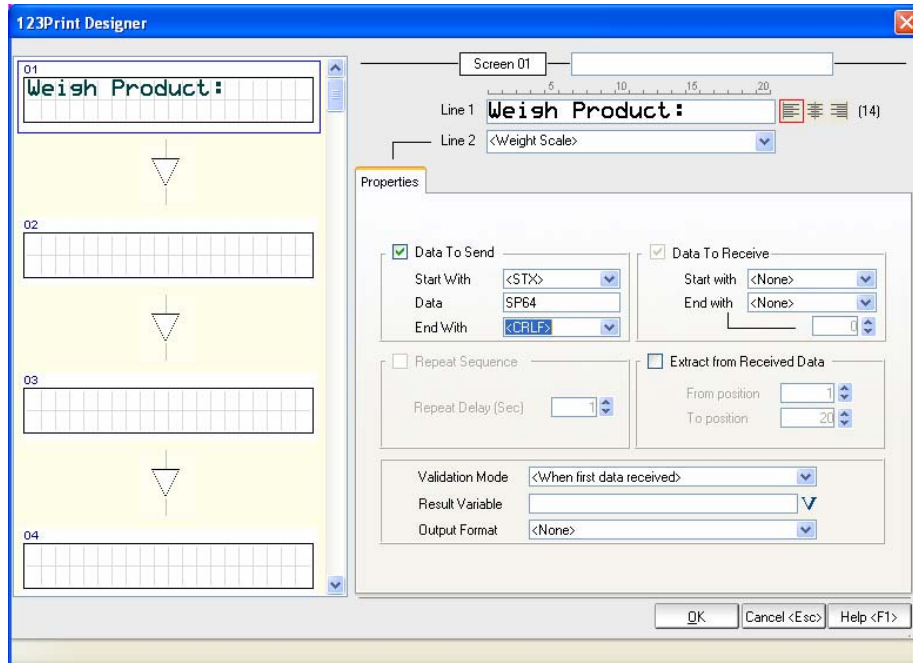 123Print Designer
01
Weigh Product:
02
03
04
Screen 01
5 10 15 20
Line 1 Weigh Product: (14)
Line 2 <Weight Scale>
Properties
Data To Send
Start With <STX>
Data SP64
End With <CRLF>
Data To Receive
Start with <None>
End with <None>
0
Repeat Sequence
Repeat Delay (Sec) 1
Extract from Received Data
From position 1
To position 20
Validation Mode <When first data received>
Result Variable
Output Format <None>
OK Cancel <Esc> Help <F1>